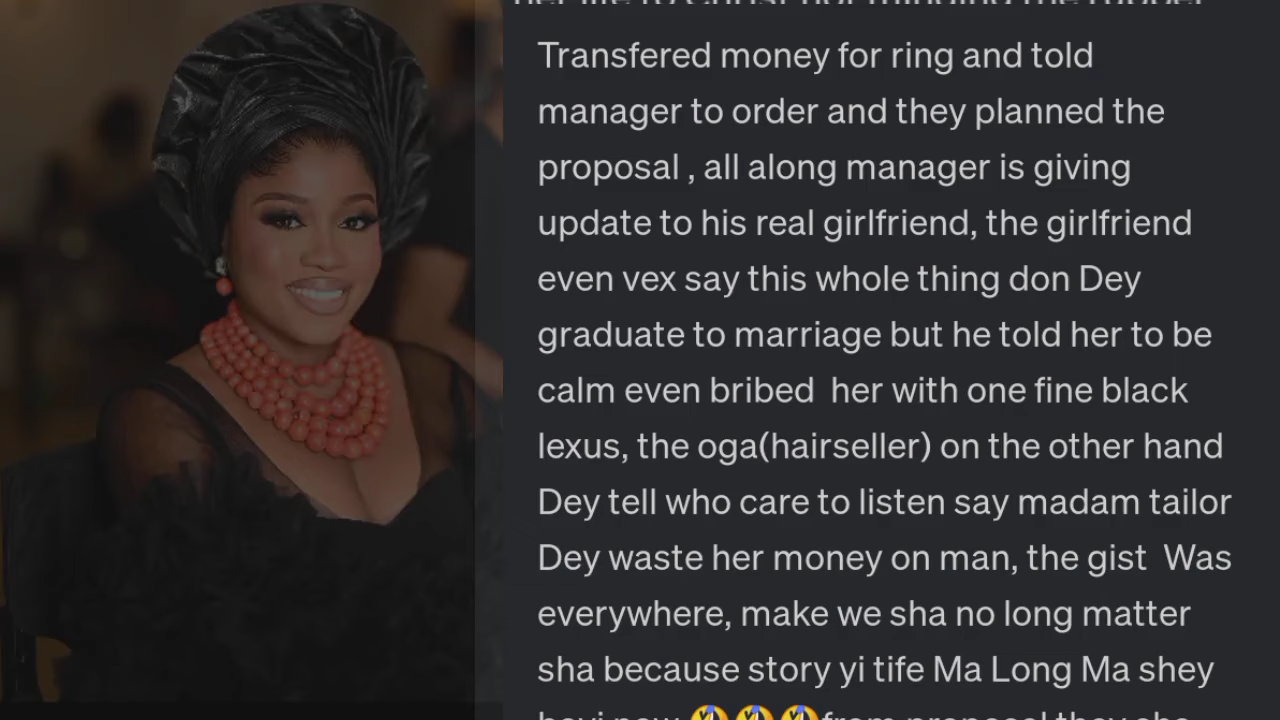 Transfered money for ring and told
manager to order and they planned the
proposal , all along manager is giving
update to his real girlfriend, the girlfriend
even vex say this whole thing don Dey
graduate to marriage but he told her to be
calm even bribed  her with one fine black
lexus, the oga(hairseller) on the other hand
Dey tell who care to listen say madam tailor
Dey waste her money on man, the gist  Was
everywhere, make we sha no long matter
sha because story yi tife Ma Long Ma shey